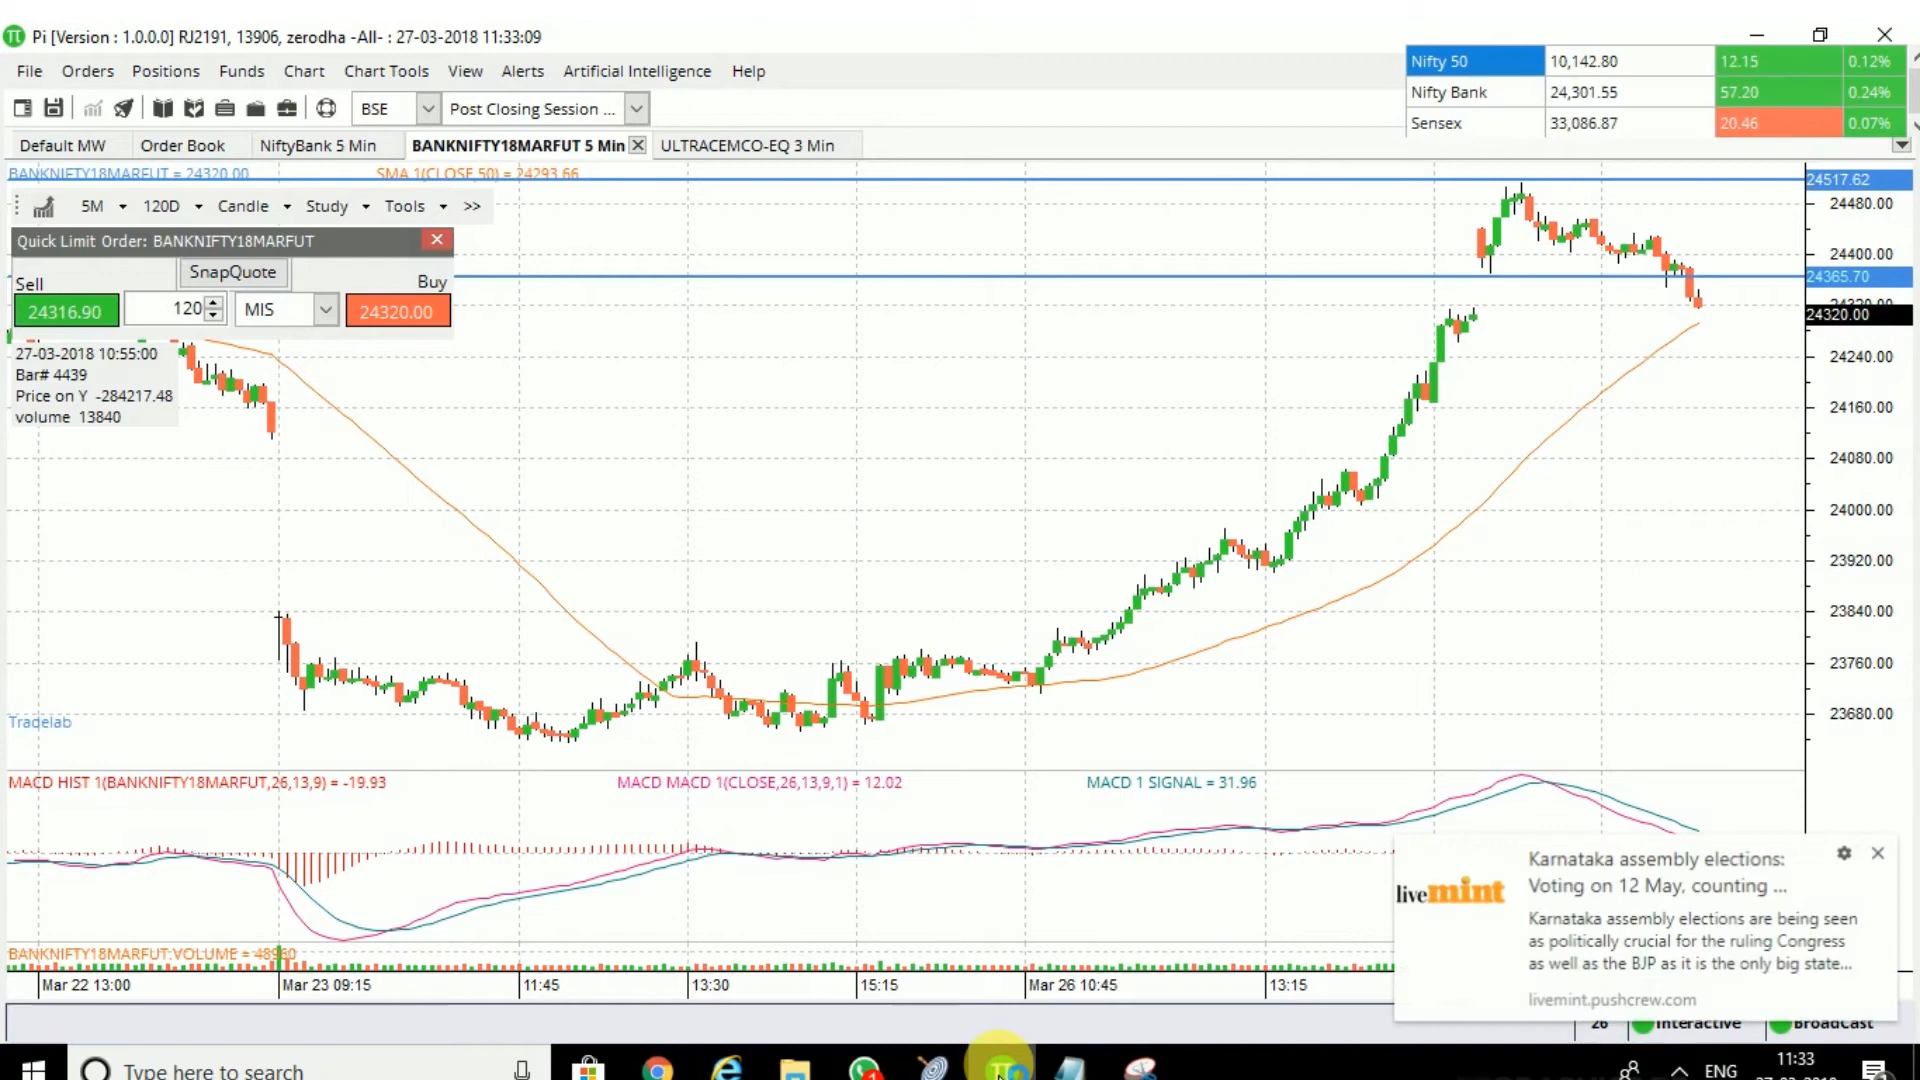 Pi [Version : 1.0.0.0] RJ2191, 13906, zerodha -All- : 27-03-2018 11:33:09
File Orders Positions Funds Chart Chart Tools View Alerts Artificial Intelligence Help
Nifty 50 10,142.80 12.15 0.12%
Nifty Bank 24,301.55 57.20 0.24%
Sensex 33,086.87 20.46 0.07%
BSE Post Closing Session ...
Default MW Order Book NiftyBank 5 Min BANKNIFTY18MARFUT 5 Min ULTRACEMCO-EQ 3 Min
BANKNIFTY18MARFUT = 24320.00 SMA 1(CLOSE,50) = 24293.66
5M 120D Candle Study Tools >>
Quick Limit Order: BANKNIFTY18MARFUT
Sell SnapQuote Buy
24316.90 120 MIS 24320.00
27-03-2018 10:55:00
Bar# 4439
Price on Y -284217.48
volume 13840
24517.62
24480.00
24400.00
24365.70
24320.00
24320.00
24240.00
24160.00
24080.00
24000.00
23920.00
23840.00
23760.00
23680.00
Tradelab
MACD HIST 1(BANKNIFTY18MARFUT,26,13,9) = -19.93 MACD MACD 1(CLOSE,26,13,9,1) = 12.02 MACD 1 SIGNAL = 31.96
BANKNIFTY18MARFUT:VOLUME = 48960
Mar 22 13:00 Mar 23 09:15 11:45 13:30 15:15 Mar 26 10:45 13:15
livemint
Karnataka assembly elections:
Voting on 12 May, counting ...
Karnataka assembly elections are being seen
as politically crucial for the ruling Congress
as well as the BJP as it is the only big state...
livemint.pushcrew.com
26 Interactive BroadCast
Type here to search
ENG 11:33